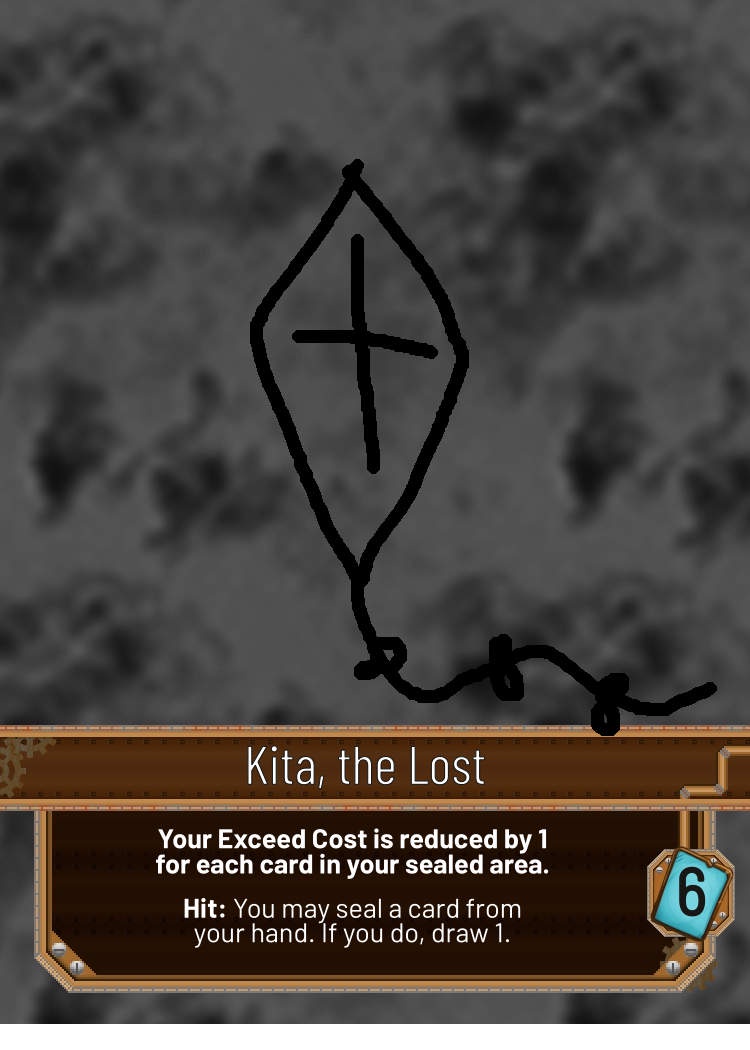 Kita, the Lost
Your Exceed Cost is reduced by 1
for each card in your sealed area.
Hit: You may seal a card from
your hand. If you do, draw 1.
6